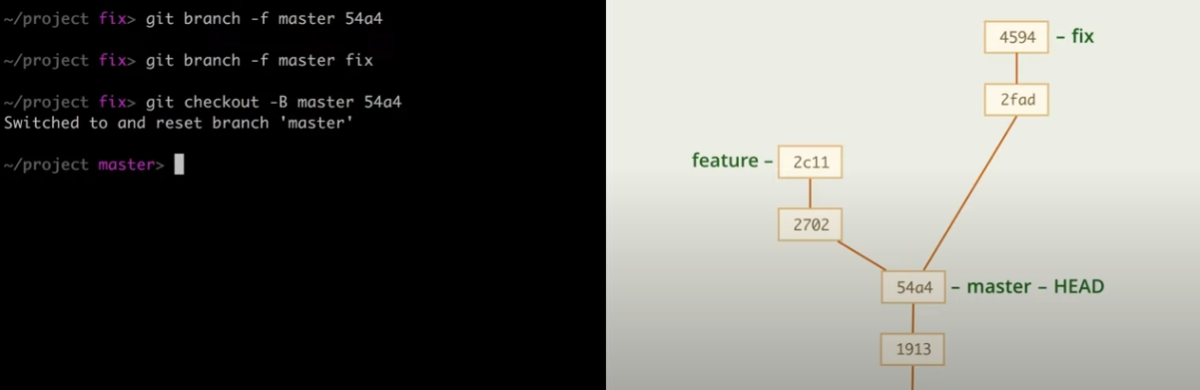 ~/project fix> git branch -f master 54a4
~/project fix> git branch -f master fix
~/project fix> git checkout -B master 54a4
Switched to and reset branch 'master'
~/project master>
4594 – fix
2fad
feature – 2c11
2702
54a4 – master – HEAD
1913